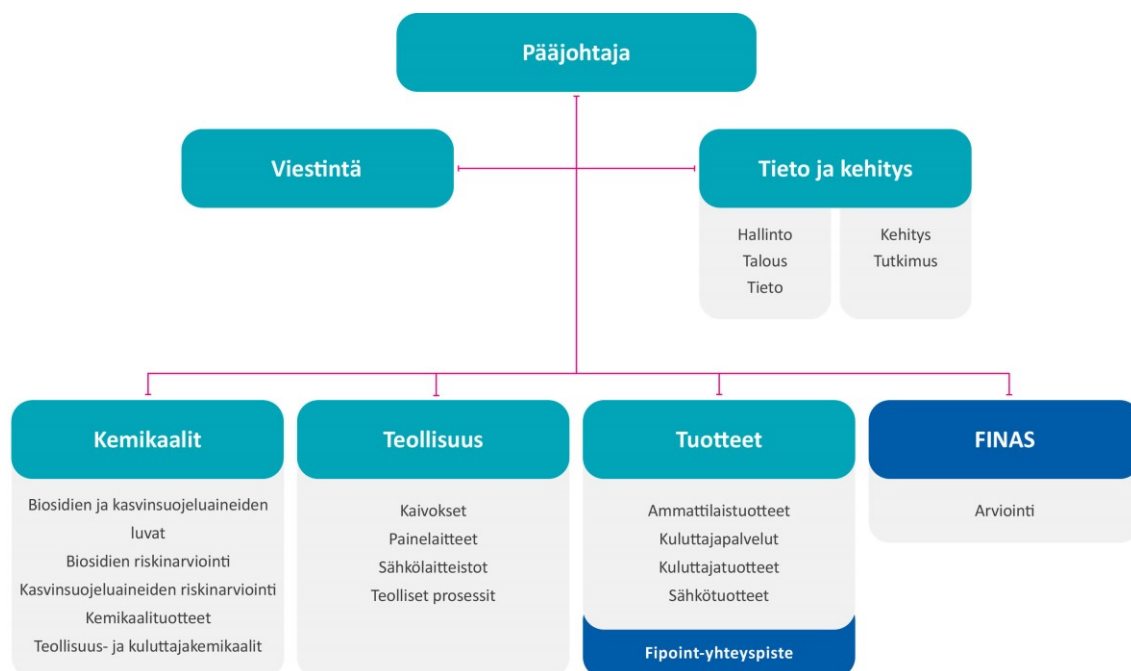 Pääjohtaja
Viestintä
Tieto ja kehitys
Hallinto
Talous
Tieto
Kehitys
Tutkimus
Kemikaalit
Biosidien ja kasvinsuojeluaineiden
luvat
Biosidien riskinarviointi
Kasvinsuojeluaineiden riskinarviointi
Kemikaalituotteet
Teollisuus- ja kuluttajakemikaalit
Teollisuus
Kaivokset
Painelaitteet
Sähkölaitteistot
Teolliset prosessit
Tuotteet
Ammattilaistuotteet
Kuluttajapalvelut
Kuluttajatuotteet
Sähkötuotteet
Fipoint-yhteyspiste
FINAS
Arviointi